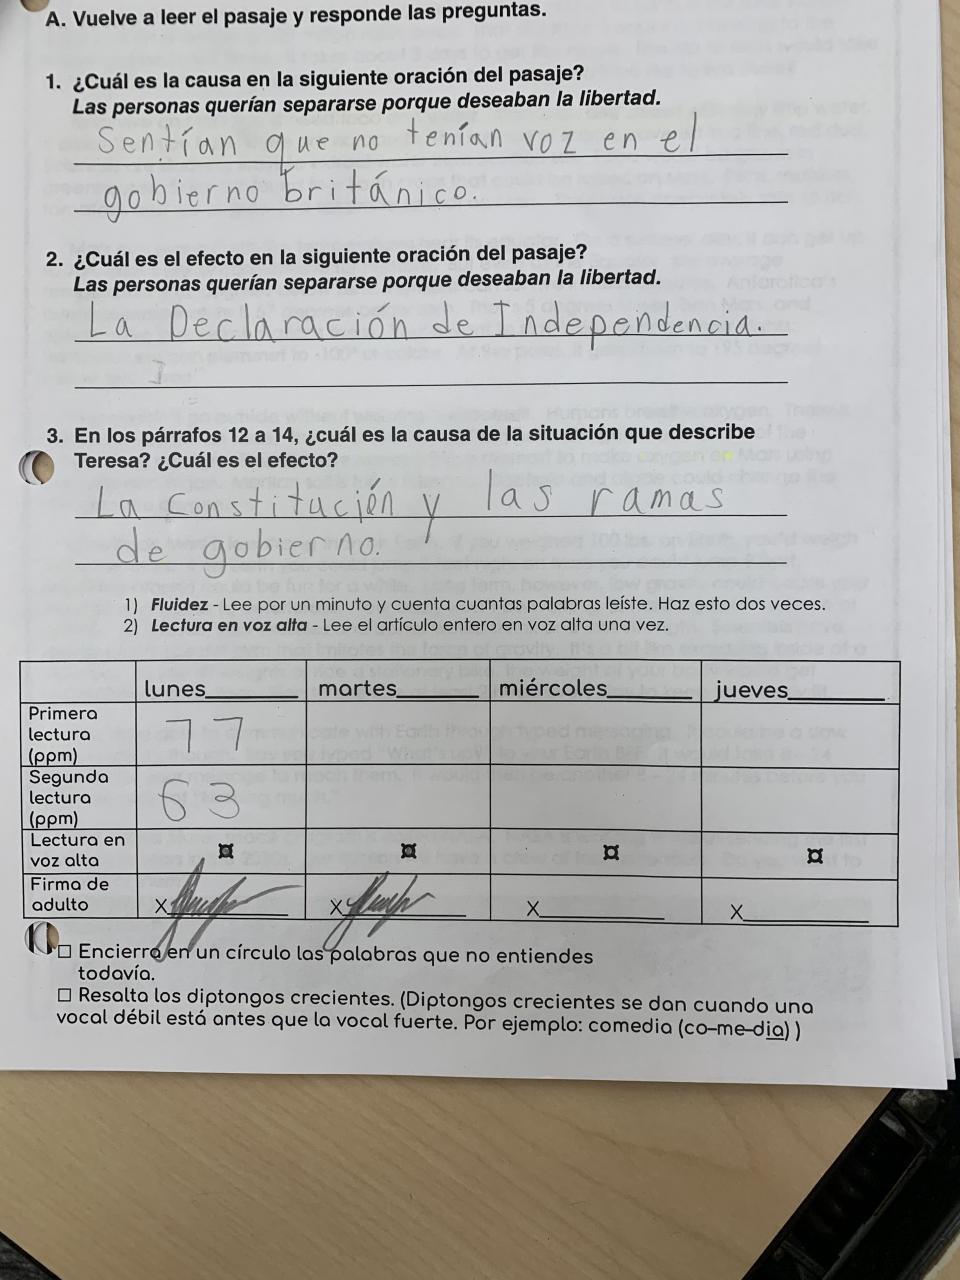 A. Vuelve a leer el pasaje y responde las preguntas.
1. ¿Cuál es la causa en la siguiente oración del pasaje?
Las personas querían separarse porque deseaban la libertad.
Sentían que no tenían voz en el
gobierno británico.
2. ¿Cuál es el efecto en la siguiente oración del pasaje?
Las personas querían separarse porque deseaban la libertad.
La Declaración de Independencia.
3. En los párrafos 12 a 14, ¿cuál es la causa de la situación que describe
Teresa? ¿Cuál es el efecto?
La Constitución y las ramas
de gobierno.
1) Fluidez - Lee por un minuto y cuenta cuantas palabras leíste. Haz esto dos veces.
2) Lectura en voz alta - Lee el artículo entero en voz alta una vez.
lunes martes miércoles jueves
Primera
lectura
(ppm)
77
Segunda
lectura
(ppm)
63
Lectura en
voz alta
Firma de
adulto
x x x x
Encierra en un círculo las palabras que no entiendes
todavía.
Resalta los diptongos crecientes. (Diptongos crecientes se dan cuando una
vocal débil está antes que la vocal fuerte. Por ejemplo: comedia (co-me-dia) )